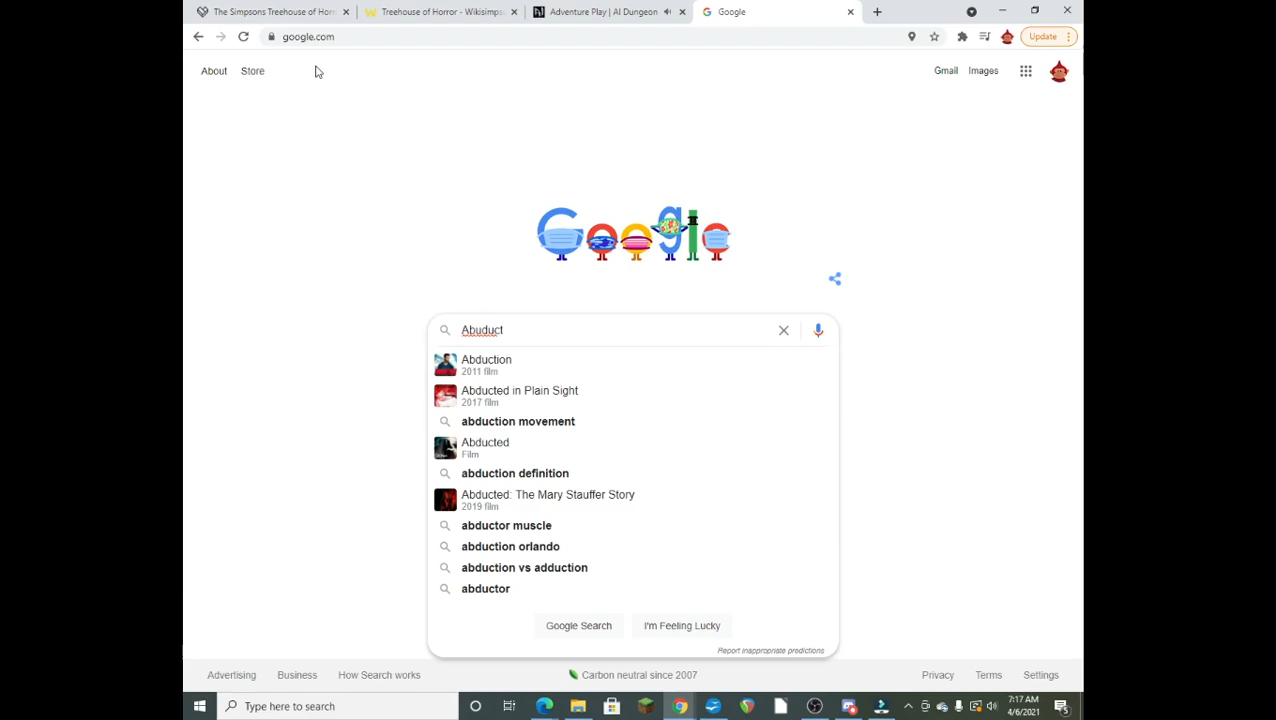 The Simpsons Treehouse of Horr
Treehouse of Horror - Wikisimps
Adventure Play | AI Dungeon
Google
google.com
Update
About
Store
Gmail
Images
Google
Abuduct
Abduction
2011 film
Abducted in Plain Sight
2017 film
abduction movement
Abducted
Film
abduction definition
Abducted: The Mary Stauffer Story
2019 film
abductor muscle
abduction orlando
abduction vs adduction
abductor
Google Search
I'm Feeling Lucky
Report inappropriate predictions
Advertising
Business
How Search works
Carbon neutral since 2007
Privacy
Terms
Settings
Type here to search
7:17 AM
4/6/2021
5